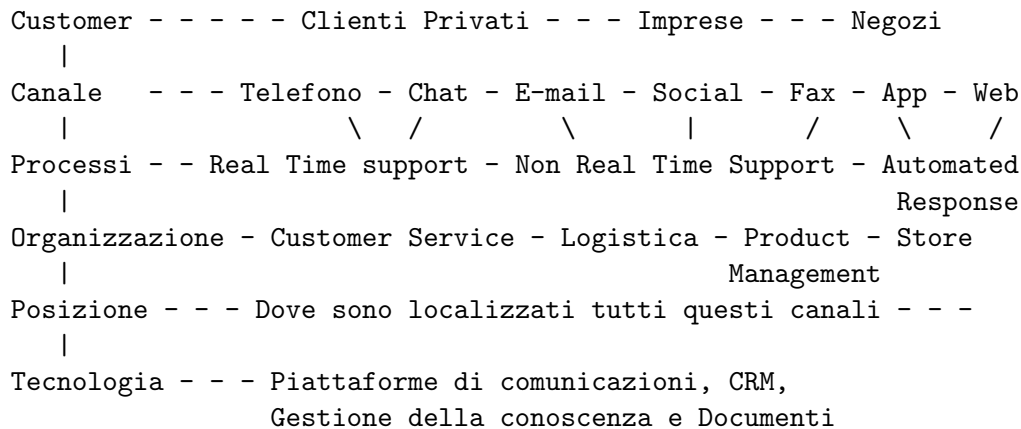 Customer - - - - - Clienti Privati - - - Imprese - - - Negozi
|
Canale - - - Telefono - Chat - E-mail - Social - Fax - App - Web
| \ / \ | / \ /
Processi - - Real Time support - Non Real Time Support - Automated
| Response
Organizzazione - Customer Service - Logistica - Product - Store
| Management
Posizione - - - Dove sono localizzati tutti questi canali - - -
|
Tecnologia - - - Piattaforme di comunicazioni, CRM,
Gestione della conoscenza e Documenti